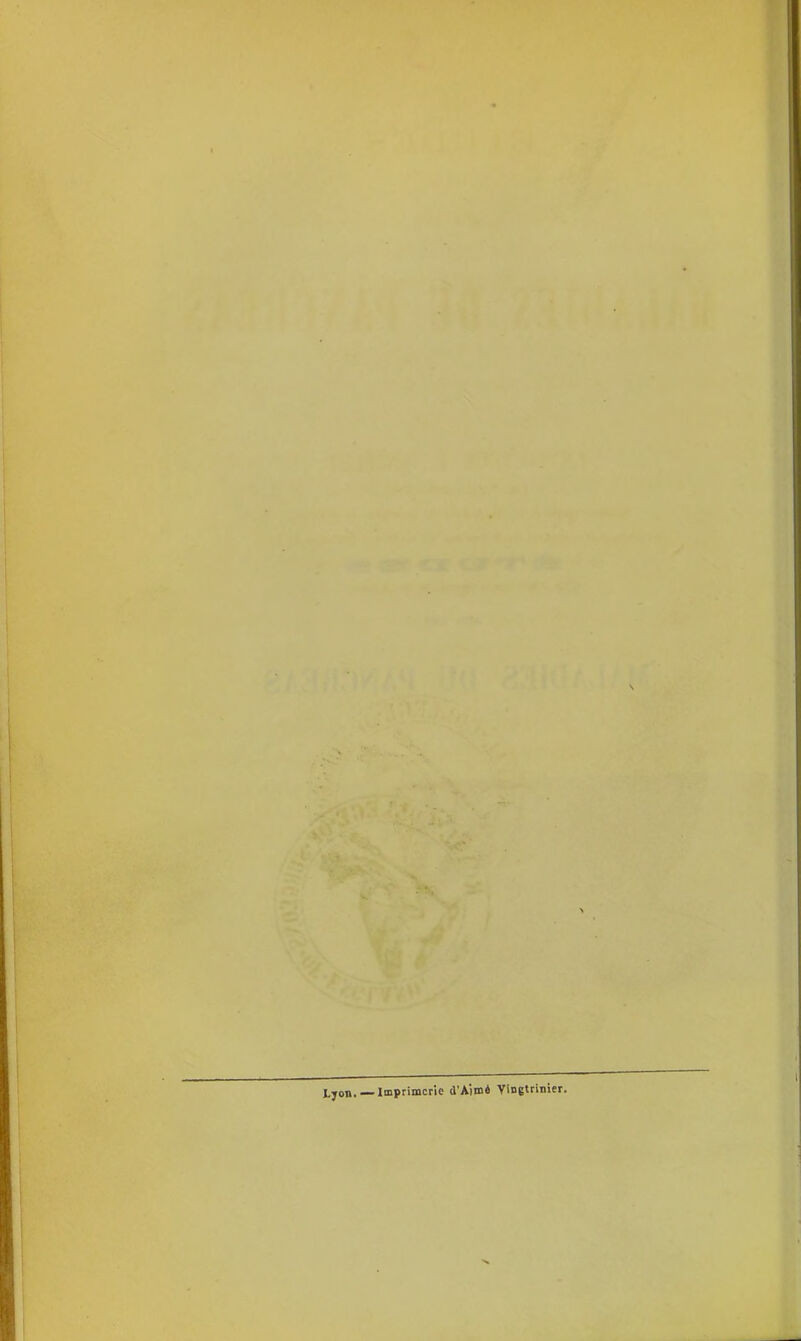 Lyon. — Imprimerie d'Aimé Vingtrinier.